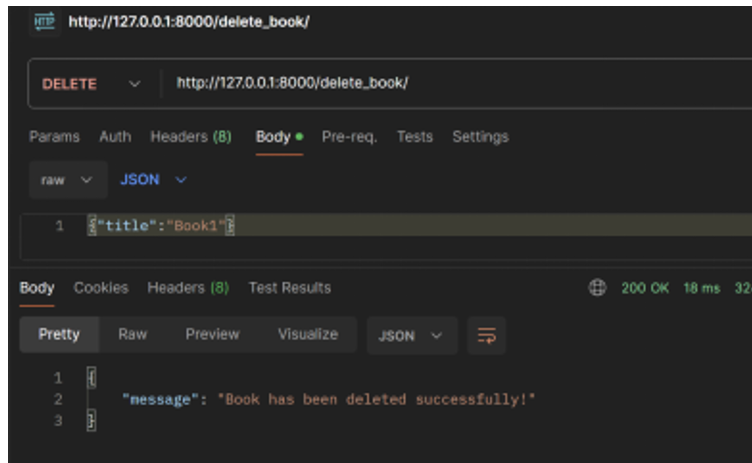 HTTP http://127.0.0.1:8000/delete_book/
DELETE http://127.0.0.1:8000/delete_book/
Params Auth Headers (8) Body Pre-req. Tests Settings
raw JSON
1 {"title":"Book1"}
Body Cookies Headers (8) Test Results 200 OK 18 ms
Pretty Raw Preview Visualize JSON
1 {
2 "message": "Book has been deleted successfully!"
3 }